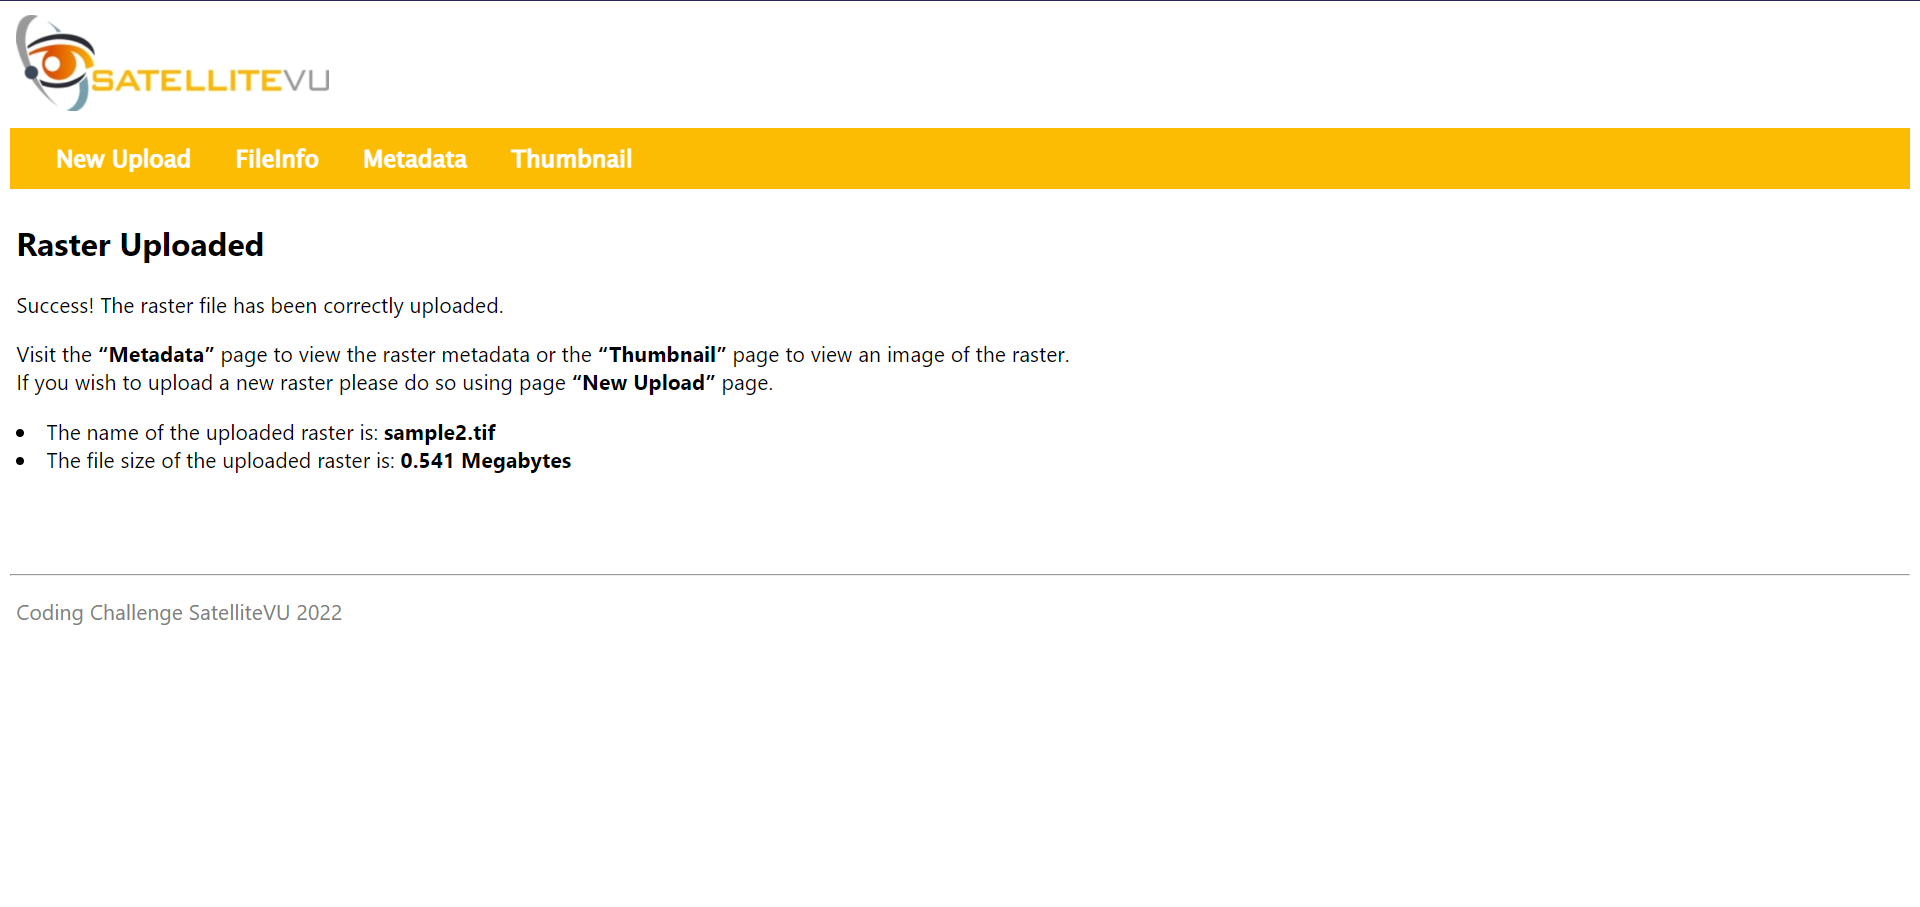 SATELLITEVU
New Upload FileInfo Metadata Thumbnail
Raster Uploaded
Success! The raster file has been correctly uploaded.
Visit the “Metadata” page to view the raster metadata or the “Thumbnail” page to view an image of the raster.
If you wish to upload a new raster please do so using page “New Upload” page.
• The name of the uploaded raster is: sample2.tif
• The file size of the uploaded raster is: 0.541 Megabytes
Coding Challenge SatelliteVU 2022